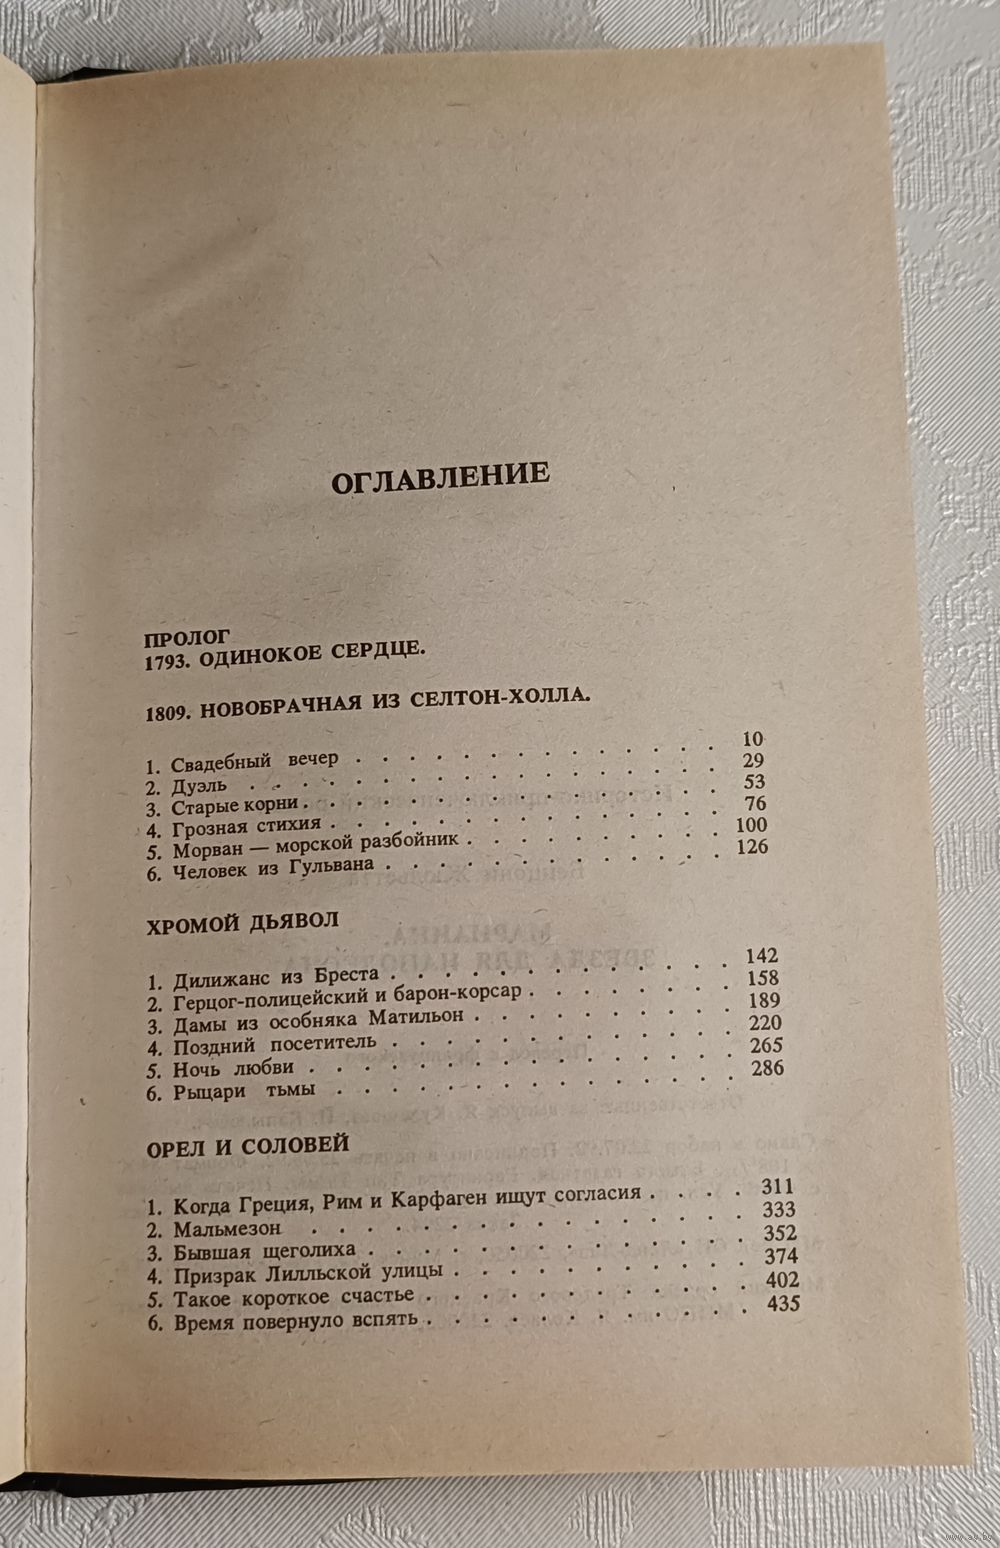 ОГЛАВЛЕНИЕ
ПРОЛОГ
1793. ОДИНОКОЕ СЕРДЦЕ.
1809. НОВОБРАЧНАЯ ИЗ СЕЛТОН-ХОЛЛА.
1. Свадебный вечер . . . . . . . . . . . . . 10
2. Дуэль . . . . . . . . . . . . . . . . . 29
3. Старые корни . . . . . . . . . . . . . . . 53
4. Грозная стихия . . . . . . . . . . . . . . 76
5. Морван — морской разбойник . . . . . . . . . 100
6. Человек из Гульвана . . . . . . . . . . . . 126
ХРОМОЙ ДЬЯВОЛ
1. Дилижанс из Бреста . . . . . . . . . . . . . 142
2. Герцог-полицейский и барон-корсар . . . . . . . . 158
3. Дамы из особняка Матильон . . . . . . . . . . 189
4. Поздний посетитель . . . . . . . . . . . . . 220
5. Ночь любви . . . . . . . . . . . . . . . . 265
6. Рыцари тьмы . . . . . . . . . . . . . . . 286
ОРЕЛ И СОЛОВЕЙ
1. Когда Греция, Рим и Карфаген ищут согласия . . . . 311
2. Мальмезон . . . . . . . . . . . . . . . . 333
3. Бывшая щеголиха . . . . . . . . . . . . . . 352
4. Призрак Лилльской улицы . . . . . . . . . . . 374
5. Такое короткое счастье . . . . . . . . . . . . 402
6. Время повернуло вспять . . . . . . . . . . . . 435
www.ay.by